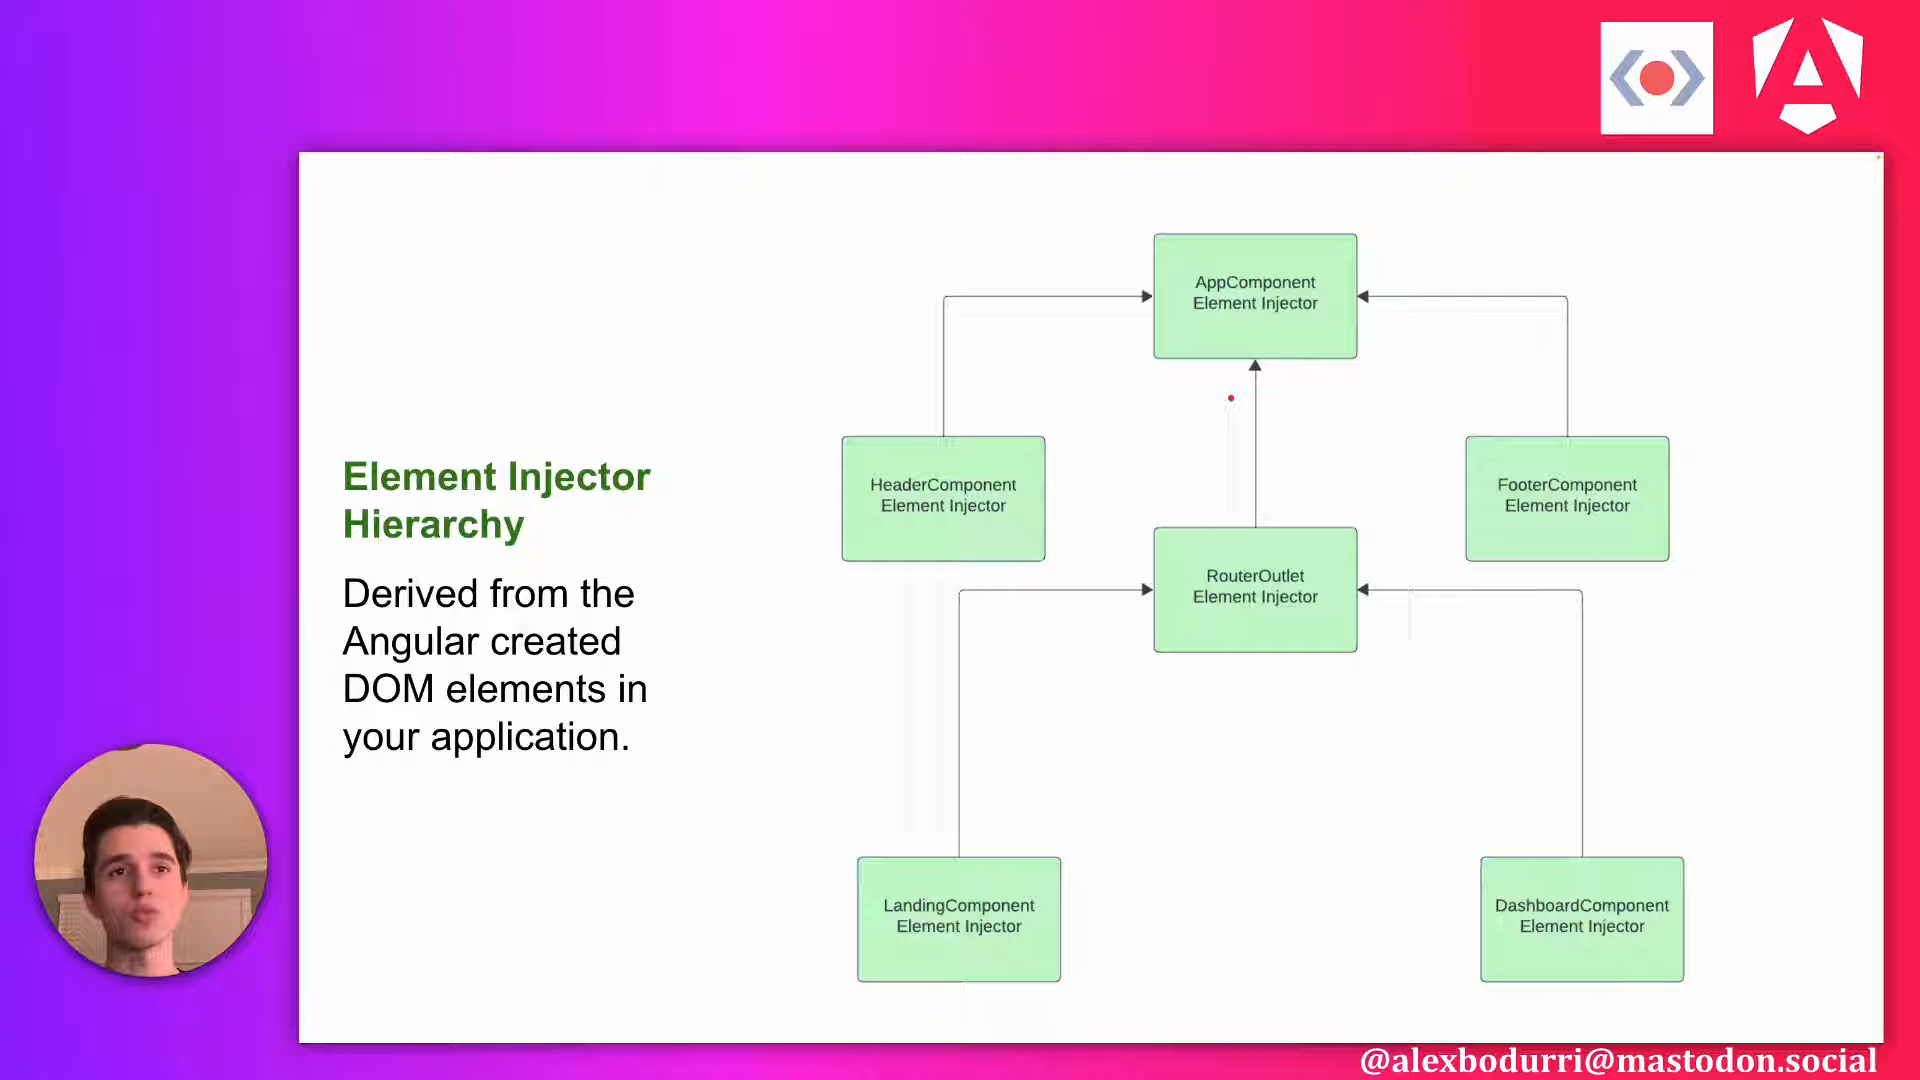 Element Injector
Hierarchy
Derived from the
Angular created
DOM elements in
your application.
AppComponent
Element Injector
HeaderComponent
Element Injector
FooterComponent
Element Injector
RouterOutlet
Element Injector
LandingComponent
Element Injector
DashboardComponent
Element Injector
@alexbodurri@mastodon.social